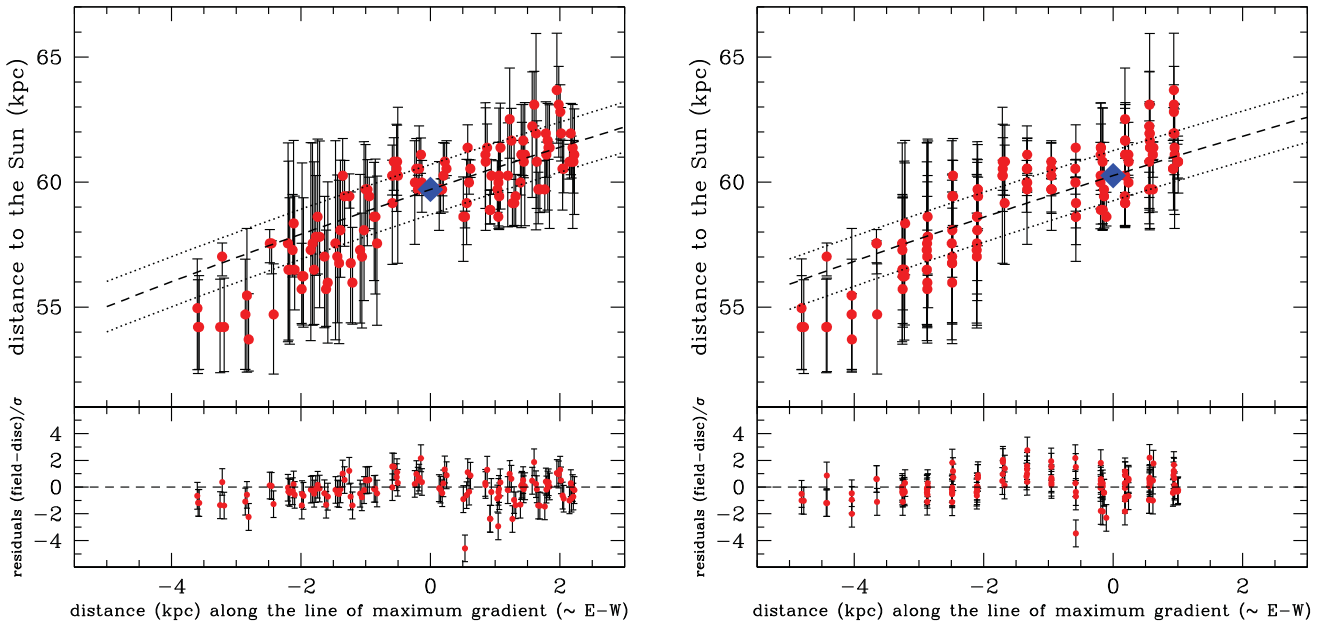 distance to the Sun (kpc)
65
60
55
residuals (field−disc)/σ
4
2
0
−2
−4
−4 −2 0 2
distance (kpc) along the line of maximum gradient (~ E−W)
distance to the Sun (kpc)
65
60
55
residuals (field−disc)/σ
4
2
0
−2
−4
−4 −2 0 2
distance (kpc) along the line of maximum gradient (~ E−W)